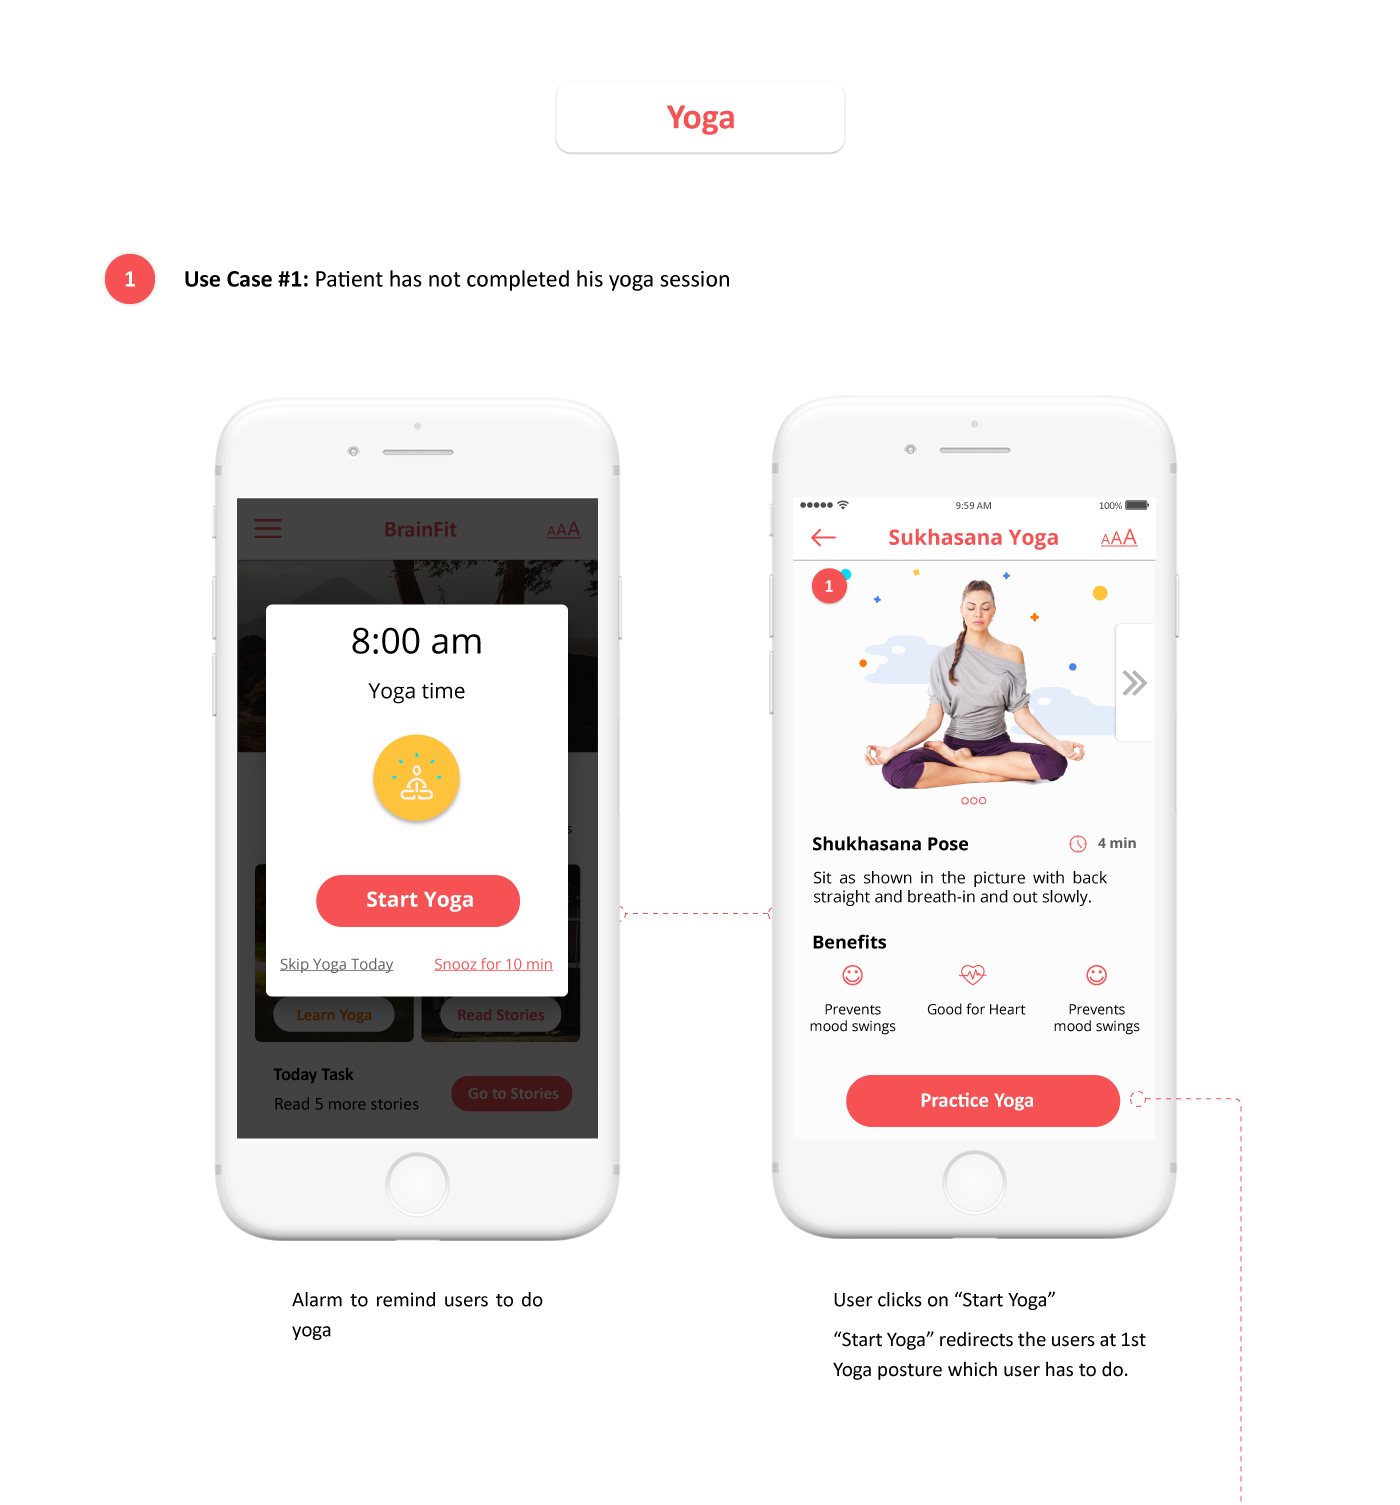 Yoga
1
Use Case #1: Patient has not completed his yoga session
BrainFit
AAA
8:00 am
Yoga time
Start Yoga
Skip Yoga Today
Snooz for 10 min
s
Learn Yoga
Read Stories
Today Task
Read 5 more stories
Go to Stories
9:59 AM
100%
Sukhasana Yoga
AAA
1
Shukhasana Pose
4 min
Sit as shown in the picture with back
straight and breath-in and out slowly.
Benefits
Prevents
mood swings
Good for Heart
Prevents
mood swings
Practice Yoga
Alarm to remind users to do
yoga
User clicks on “Start Yoga”
“Start Yoga” redirects the users at 1st
Yoga posture which user has to do.